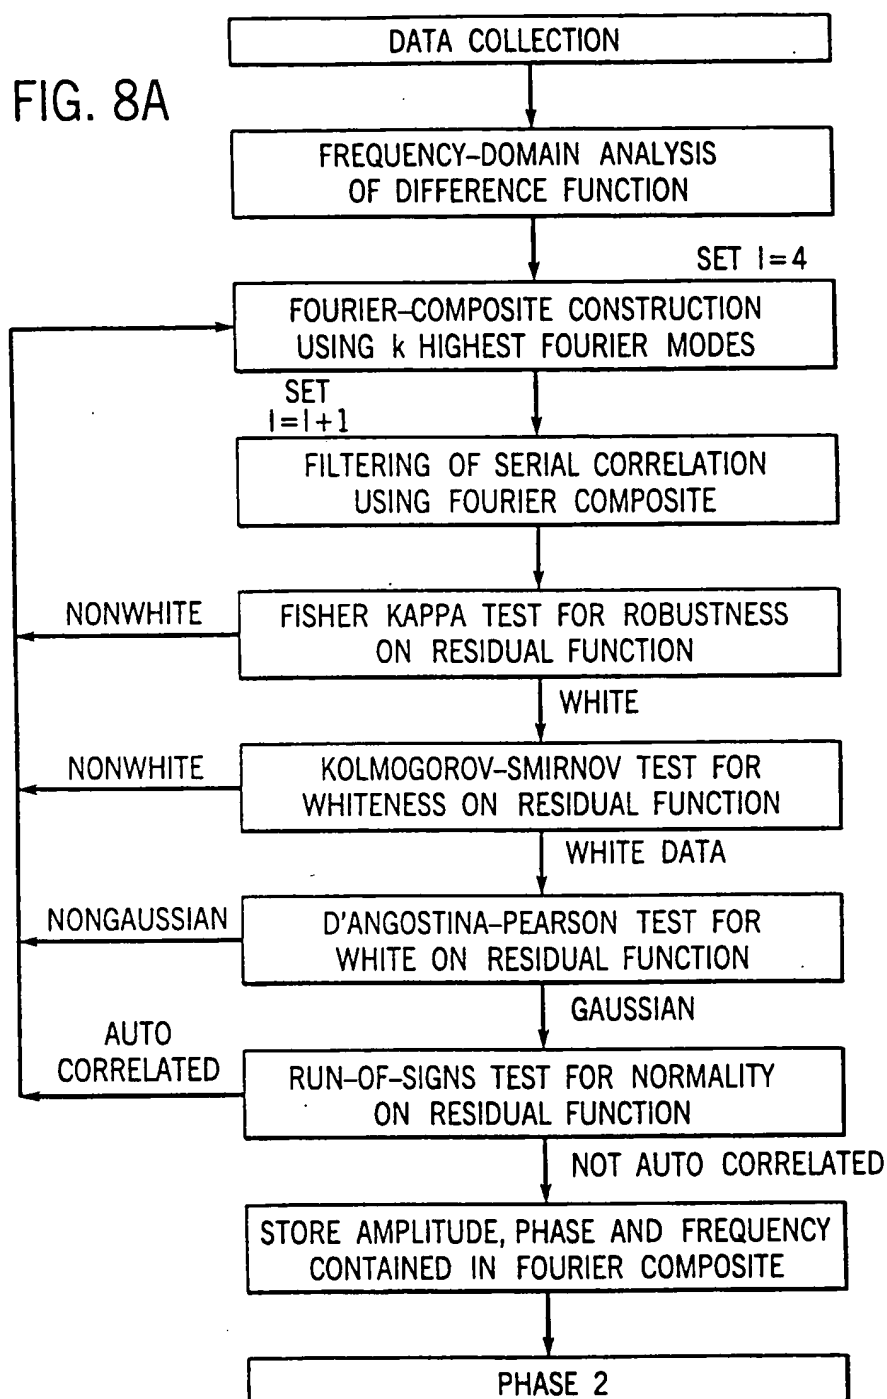 DATA COLLECTION
FIG. 8A
FREQUENCY-DOMAIN ANALYSIS
OF DIFFERENCE FUNCTION
SET I=4
FOURIER-COMPOSITE CONSTRUCTION
USING k HIGHEST FOURIER MODES
SET
I=I+1
FILTERING OF SERIAL CORRELATION
USING FOURIER COMPOSITE
NONWHITE
FISHER KAPPA TEST FOR ROBUSTNESS
ON RESIDUAL FUNCTION
WHITE
NONWHITE
KOLMOGOROV-SMIRNOV TEST FOR
WHITENESS ON RESIDUAL FUNCTION
WHITE DATA
NONGAUSSIAN
D'ANGOSTINA-PEARSON TEST FOR
WHITE ON RESIDUAL FUNCTION
GAUSSIAN
AUTO
CORRELATED
RUN-OF-SIGNS TEST FOR NORMALITY
ON RESIDUAL FUNCTION
NOT AUTO CORRELATED
STORE AMPLITUDE, PHASE AND FREQUENCY
CONTAINED IN FOURIER COMPOSITE
PHASE 2